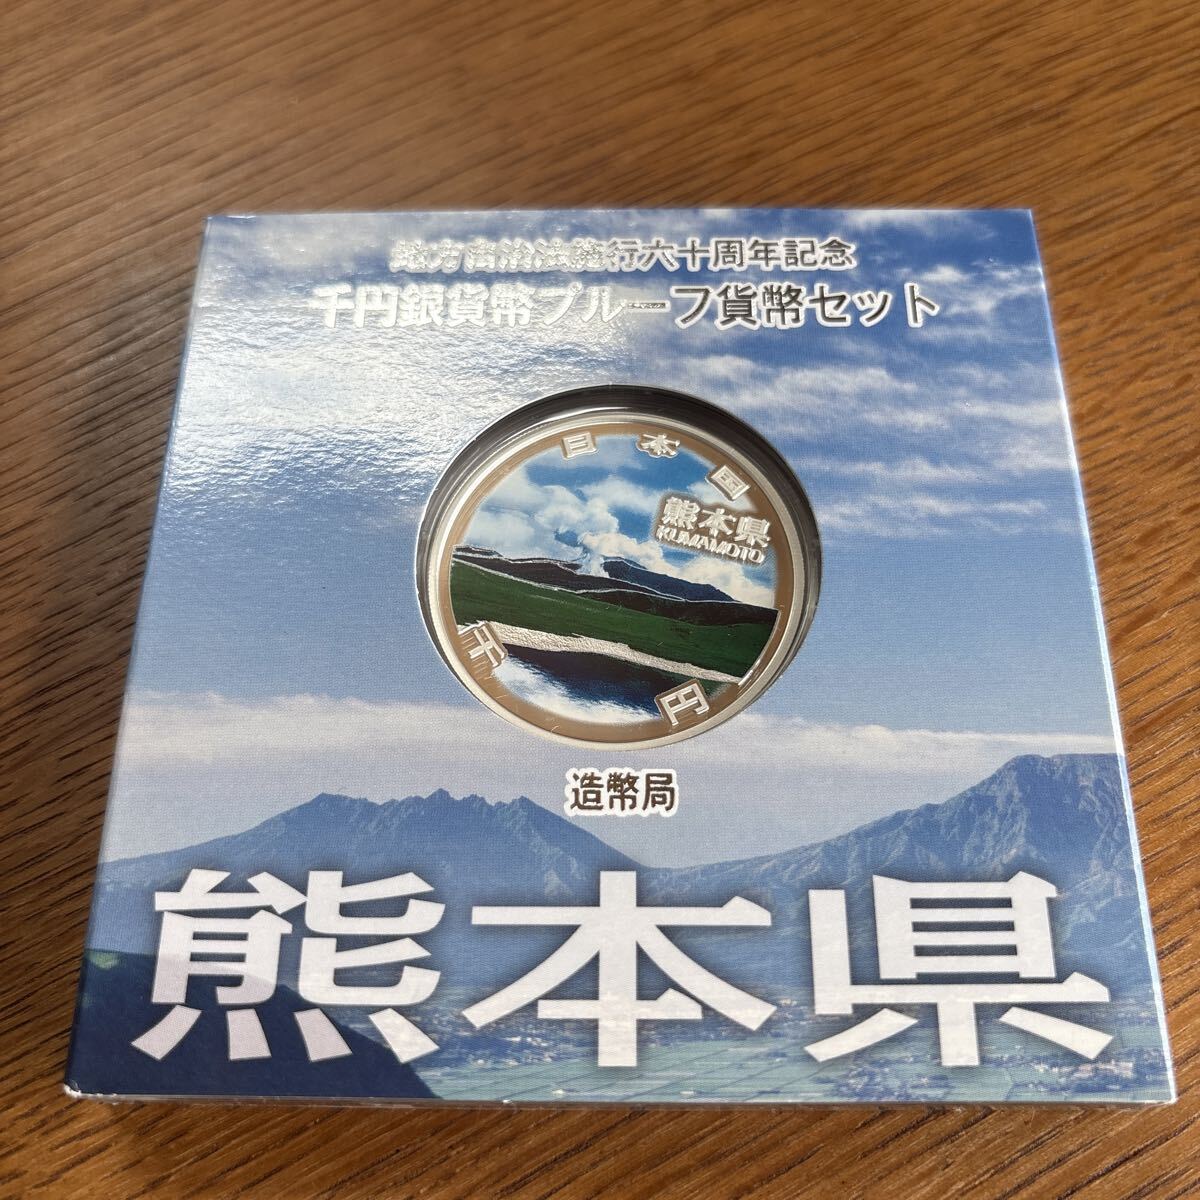 地方自治法施行六十周年記念
千円銀貨幣プルーフ貨幣セット
日本国
熊本県
KUMAMOTO
千円
造幣局
熊本県